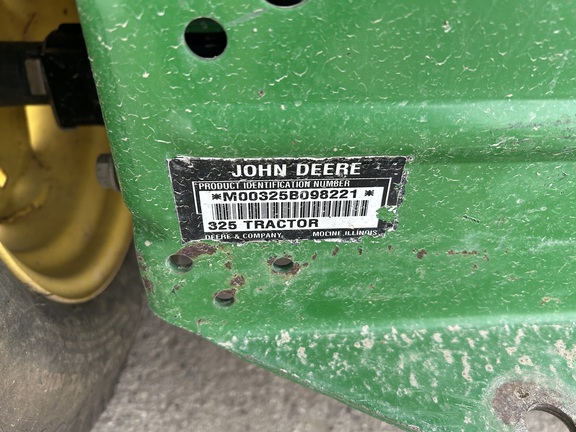 JOHN DEERE
PRODUCT IDENTIFICATION NUMBER
*M00325B098221*
325 TRACTOR
DEERE & COMPANY MOLINE, ILLINOIS